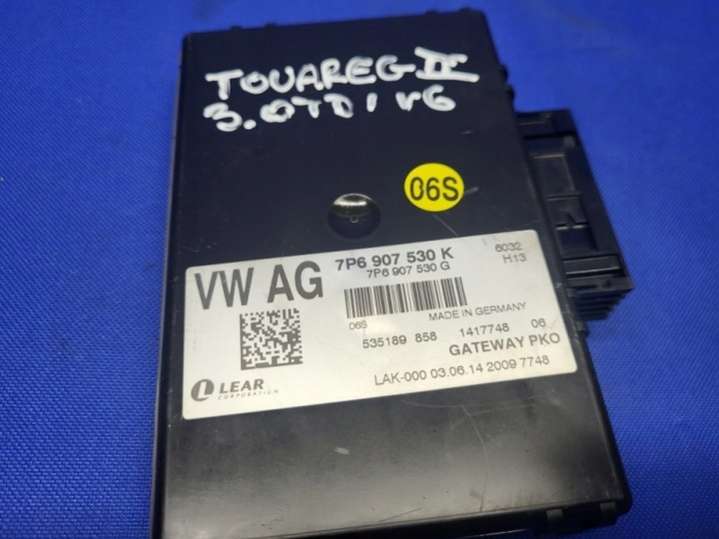 TOUAREG II
3.0TDI V6
06S
VW AG
7P6 907 530 K
7P6 907 530 G
6032
H13
06S
MADE IN GERMANY
535189 858 1417748 06
GATEWAY PKO
LEAR
CORPORATION
LAK-000 03.06.14 2009 7748